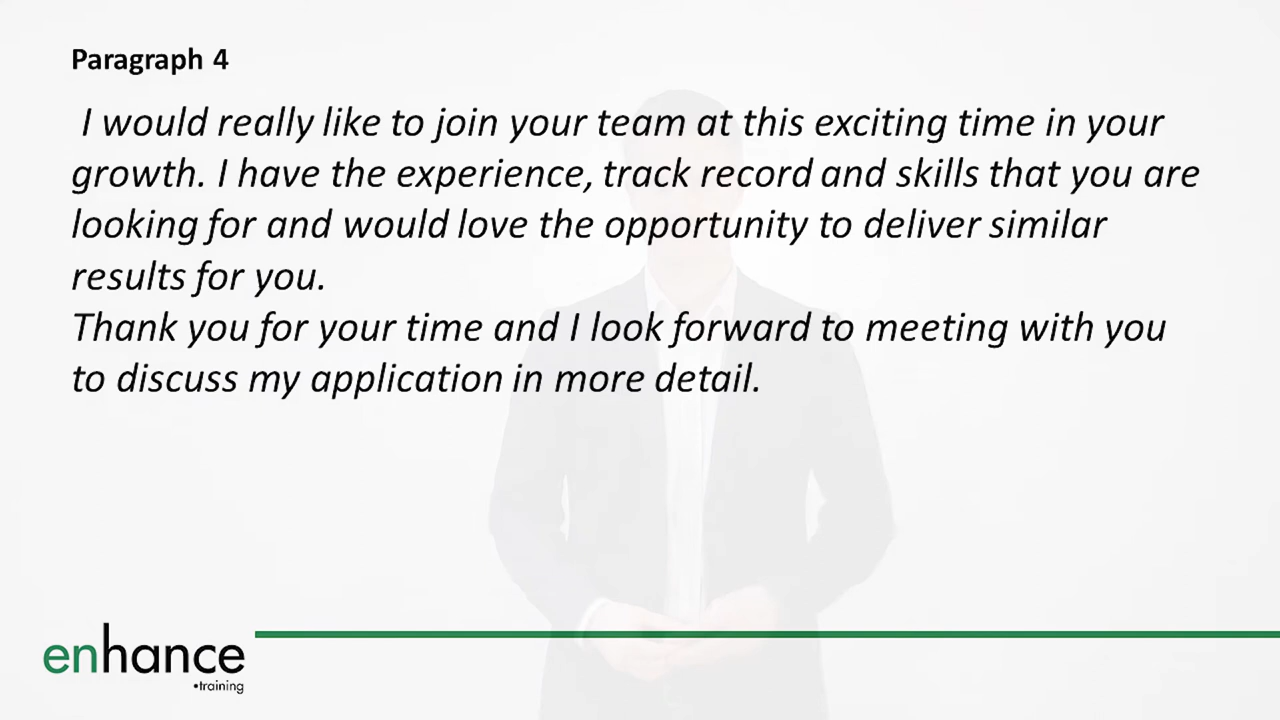 Paragraph 4
I would really like to join your team at this exciting time in your
growth. I have the experience, track record and skills that you are
looking for and would love the opportunity to deliver similar
results for you.
Thank you for your time and I look forward to meeting with you
to discuss my application in more detail.
enhance
•training